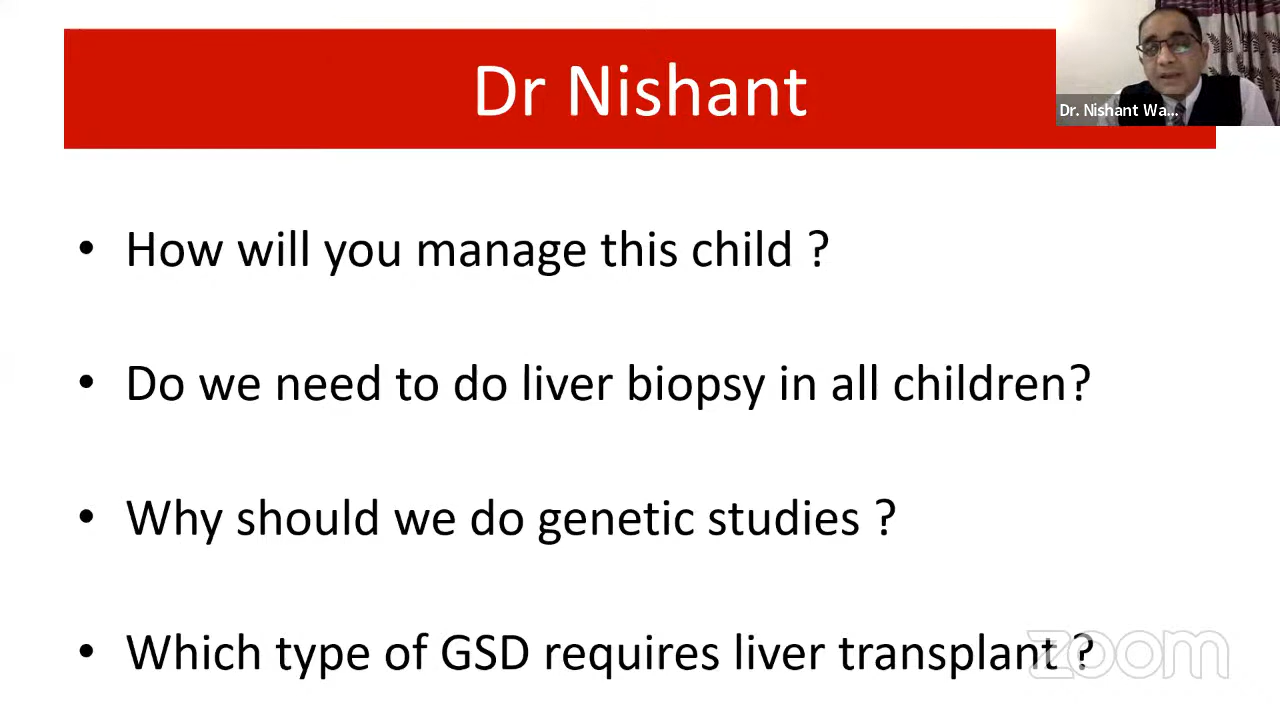 Dr Nishant
Dr. Nishant Wa...
• How will you manage this child ?
• Do we need to do liver biopsy in all children?
• Why should we do genetic studies ?
• Which type of GSD requires liver transplant ?
zoom